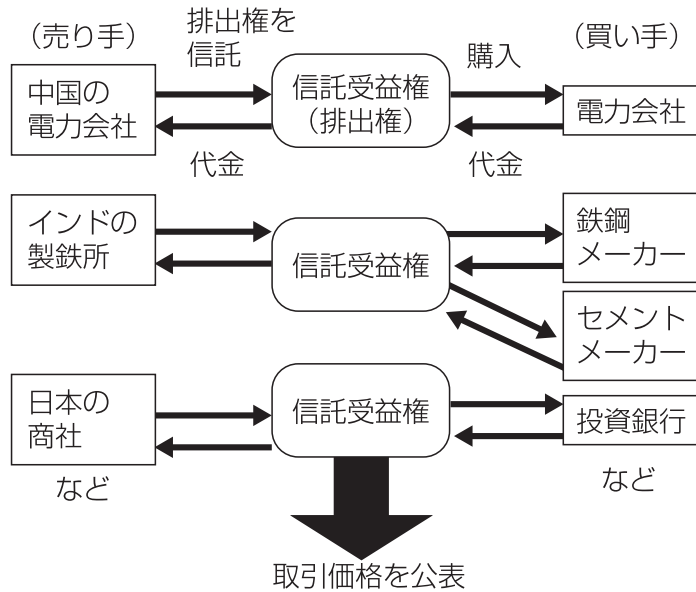 (売り手)
排出権を
信託
(買い手)
購入
中国の
電力会社
信託受益権
(排出権)
電力会社
代金
代金
インドの
製鉄所
信託受益権
鉄鋼
メーカー
セメント
メーカー
日本の
商社
信託受益権
投資銀行
など
など
取引価格を公表